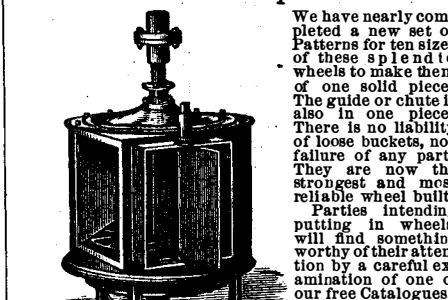 We have nearly com
pleted a new set o
Patterns for ten size
of these splendi
wheels to make them
of one solid piece
The guide or chute i
also in one piece
There is no liabilit
of loose buckets, no
failure of any part
They are now th
strongest and mos
reliable wheel built
Parties intendin
putting in wheels
will find somethin
worthy of their atten
tion by a careful ex
amination of one o
our free Catalogues